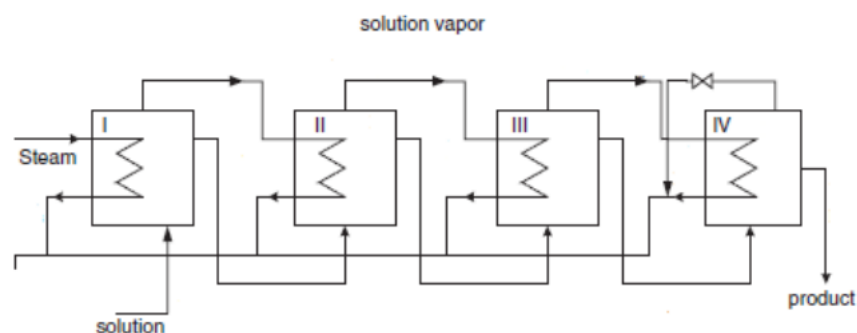 solution vapor
I
II
III
IV
Steam
solution
product